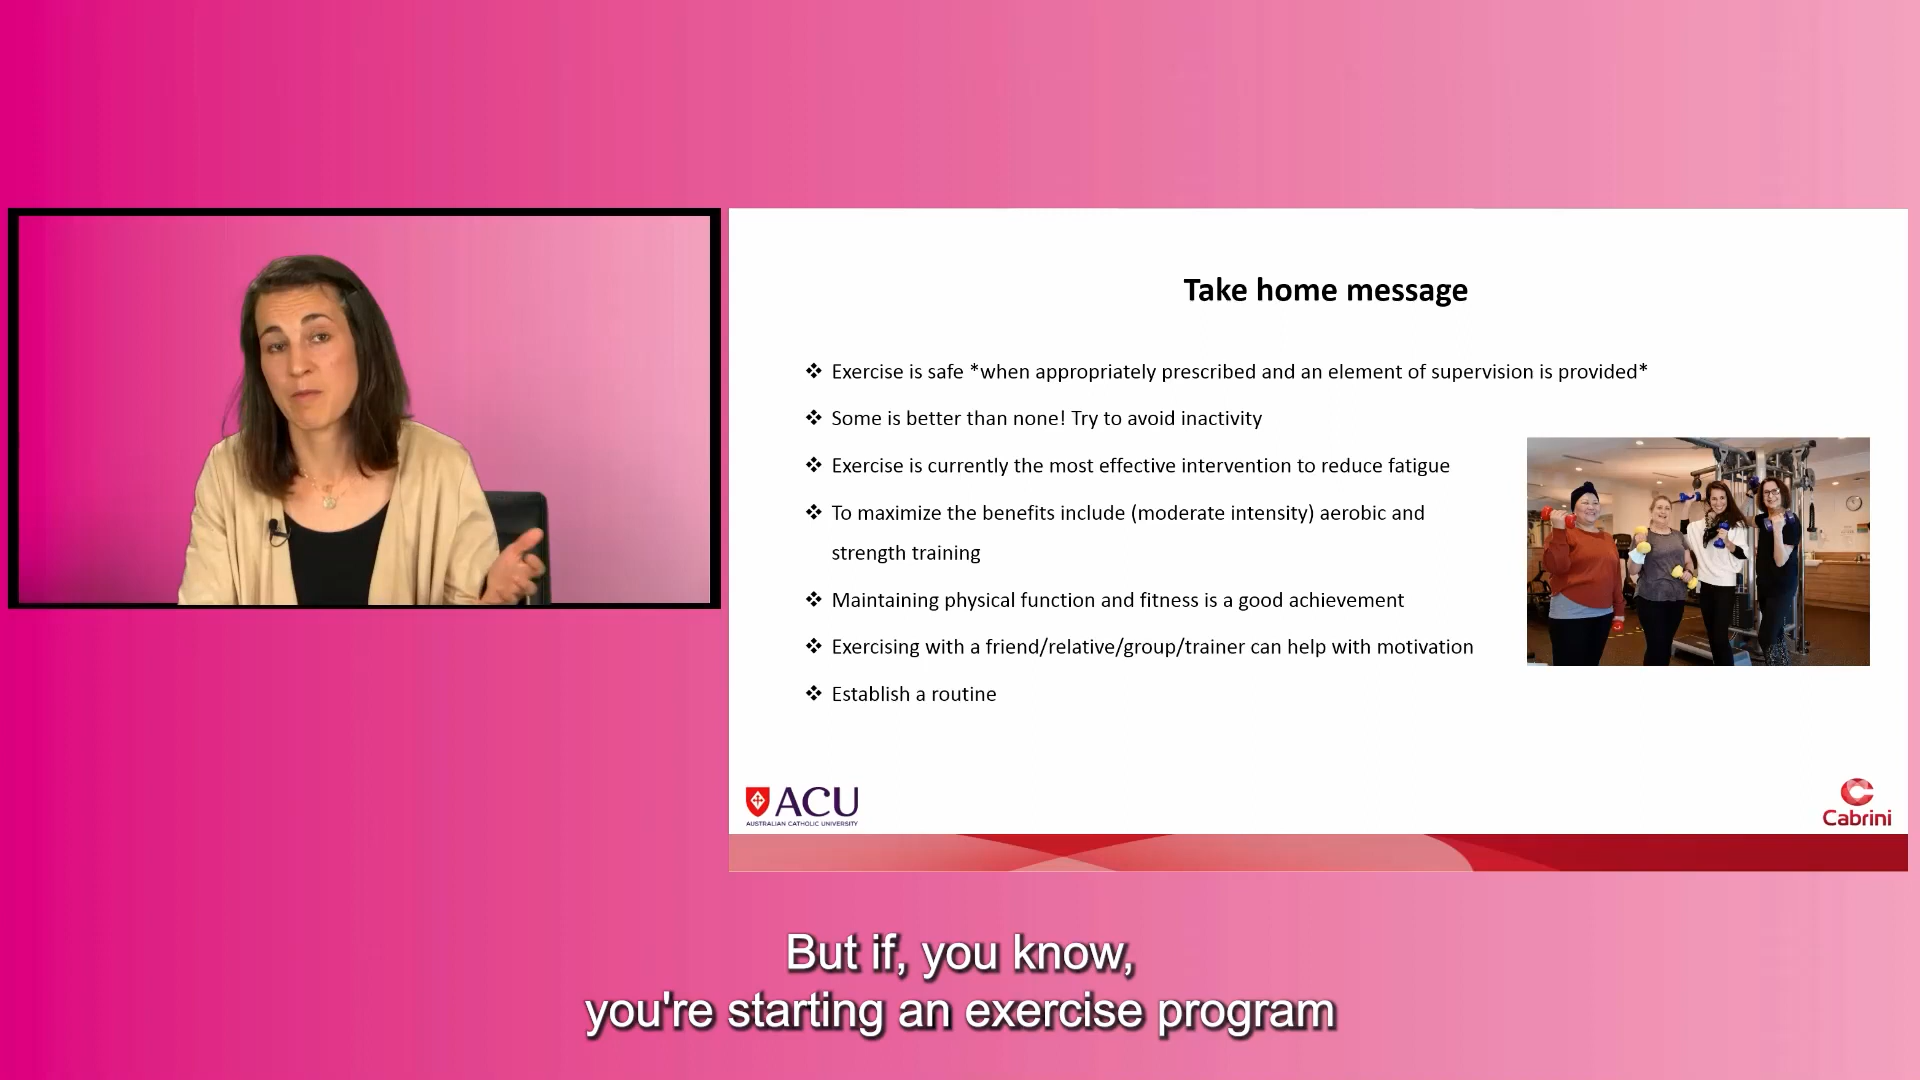 Take home message
❖ Exercise is safe *when appropriately prescribed and an element of supervision is provided*
❖ Some is better than none! Try to avoid inactivity
❖ Exercise is currently the most effective intervention to reduce fatigue
❖ To maximize the benefits include (moderate intensity) aerobic and
strength training
❖ Maintaining physical function and fitness is a good achievement
❖ Exercising with a friend/relative/group/trainer can help with motivation
❖ Establish a routine
ACU
AUSTRALIAN CATHOLIC UNIVERSITY
Cabrini
But if, you know,
you're starting an exercise program